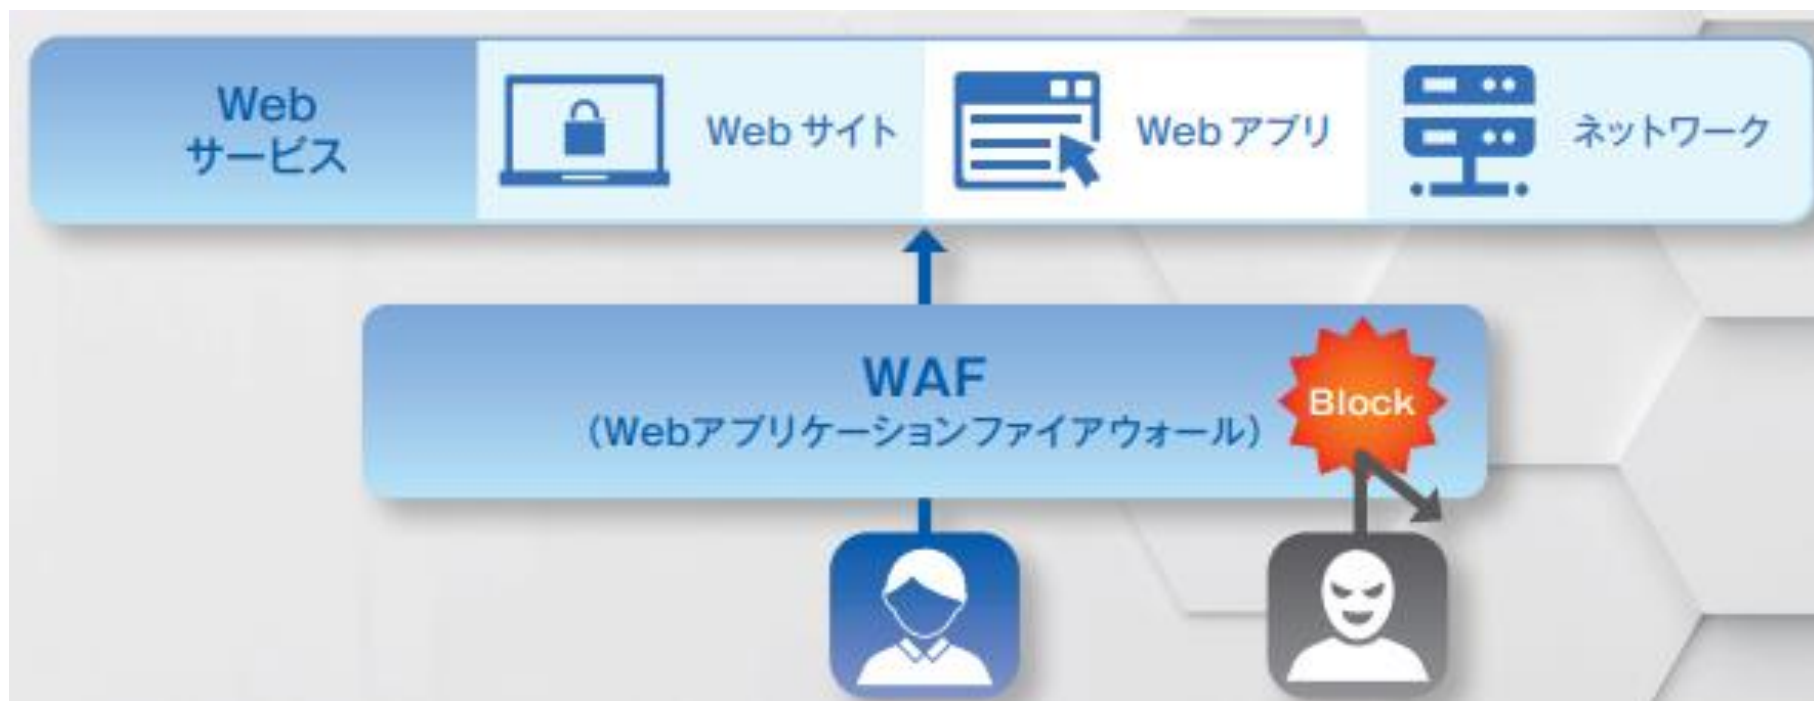 Web
サービス
Web サイト
Web アプリ
ネットワーク
WAF
（Webアプリケーションファイアウォール）
Block